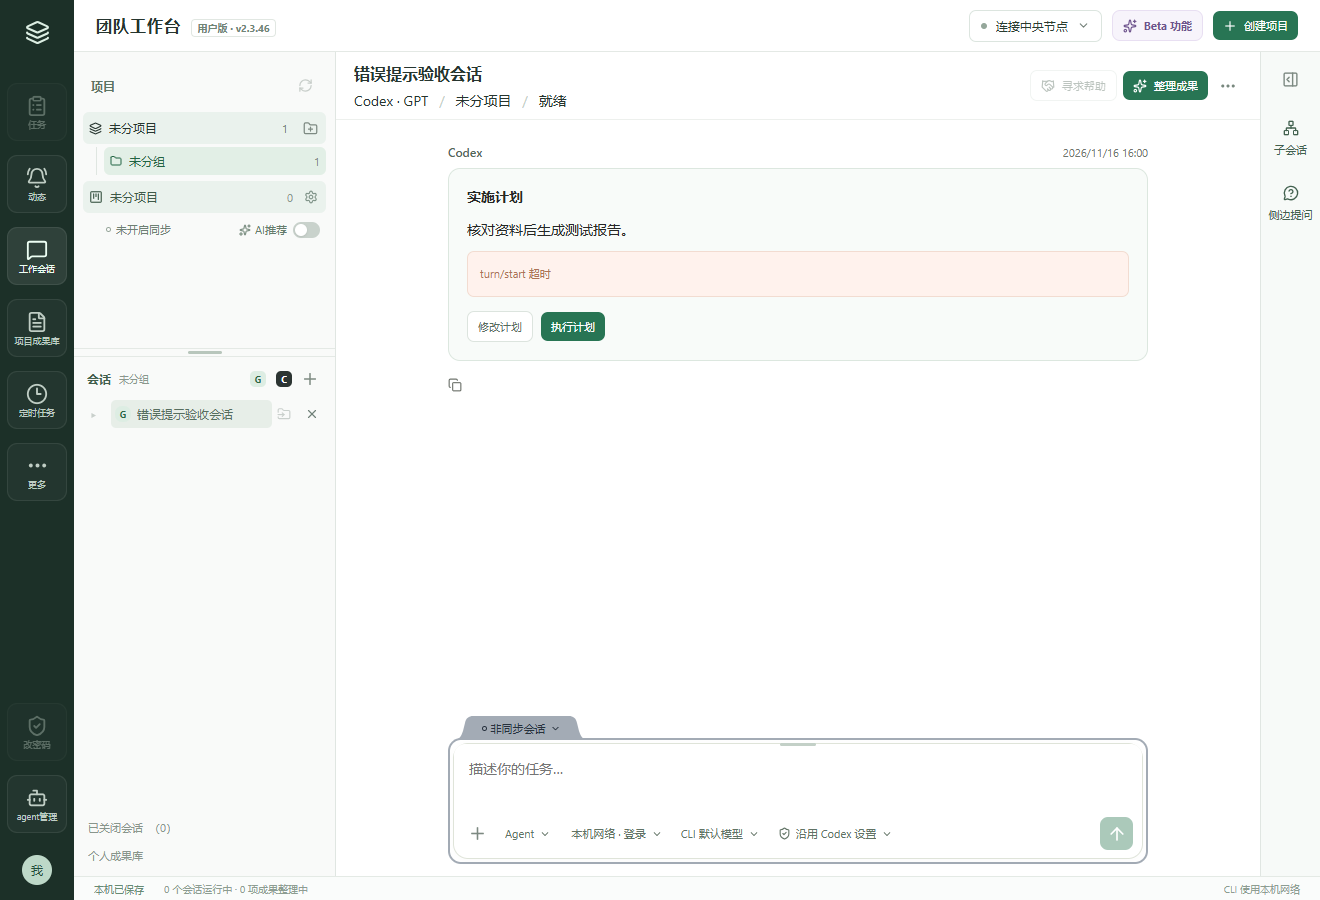 团队工作台
用户版 · v2.3.46
连接中央节点
Beta 功能
创建项目
任务
动态
工作会话
项目成果库
定时任务
更多
改密码
agent管理
我
项目
未分项目 1
未分组 1
未分项目 0
未开启同步
AI推荐
会话 未分组
G
C
G 错误提示验收会话
已关闭会话 (0)
个人成果库
错误提示验收会话
Codex · GPT / 未分项目 / 就绪
寻求帮助
整理成果
Codex
2026/11/16 16:00
实施计划
核对资料后生成测试报告。
turn/start 超时
修改计划
执行计划
非同步会话
描述你的任务...
Agent
本机网络 · 登录
CLI 默认模型
沿用 Codex 设置
子会话
侧边提问
本机已保存
0 个会话运行中 · 0 项成果整理中
CLI 使用本机网络